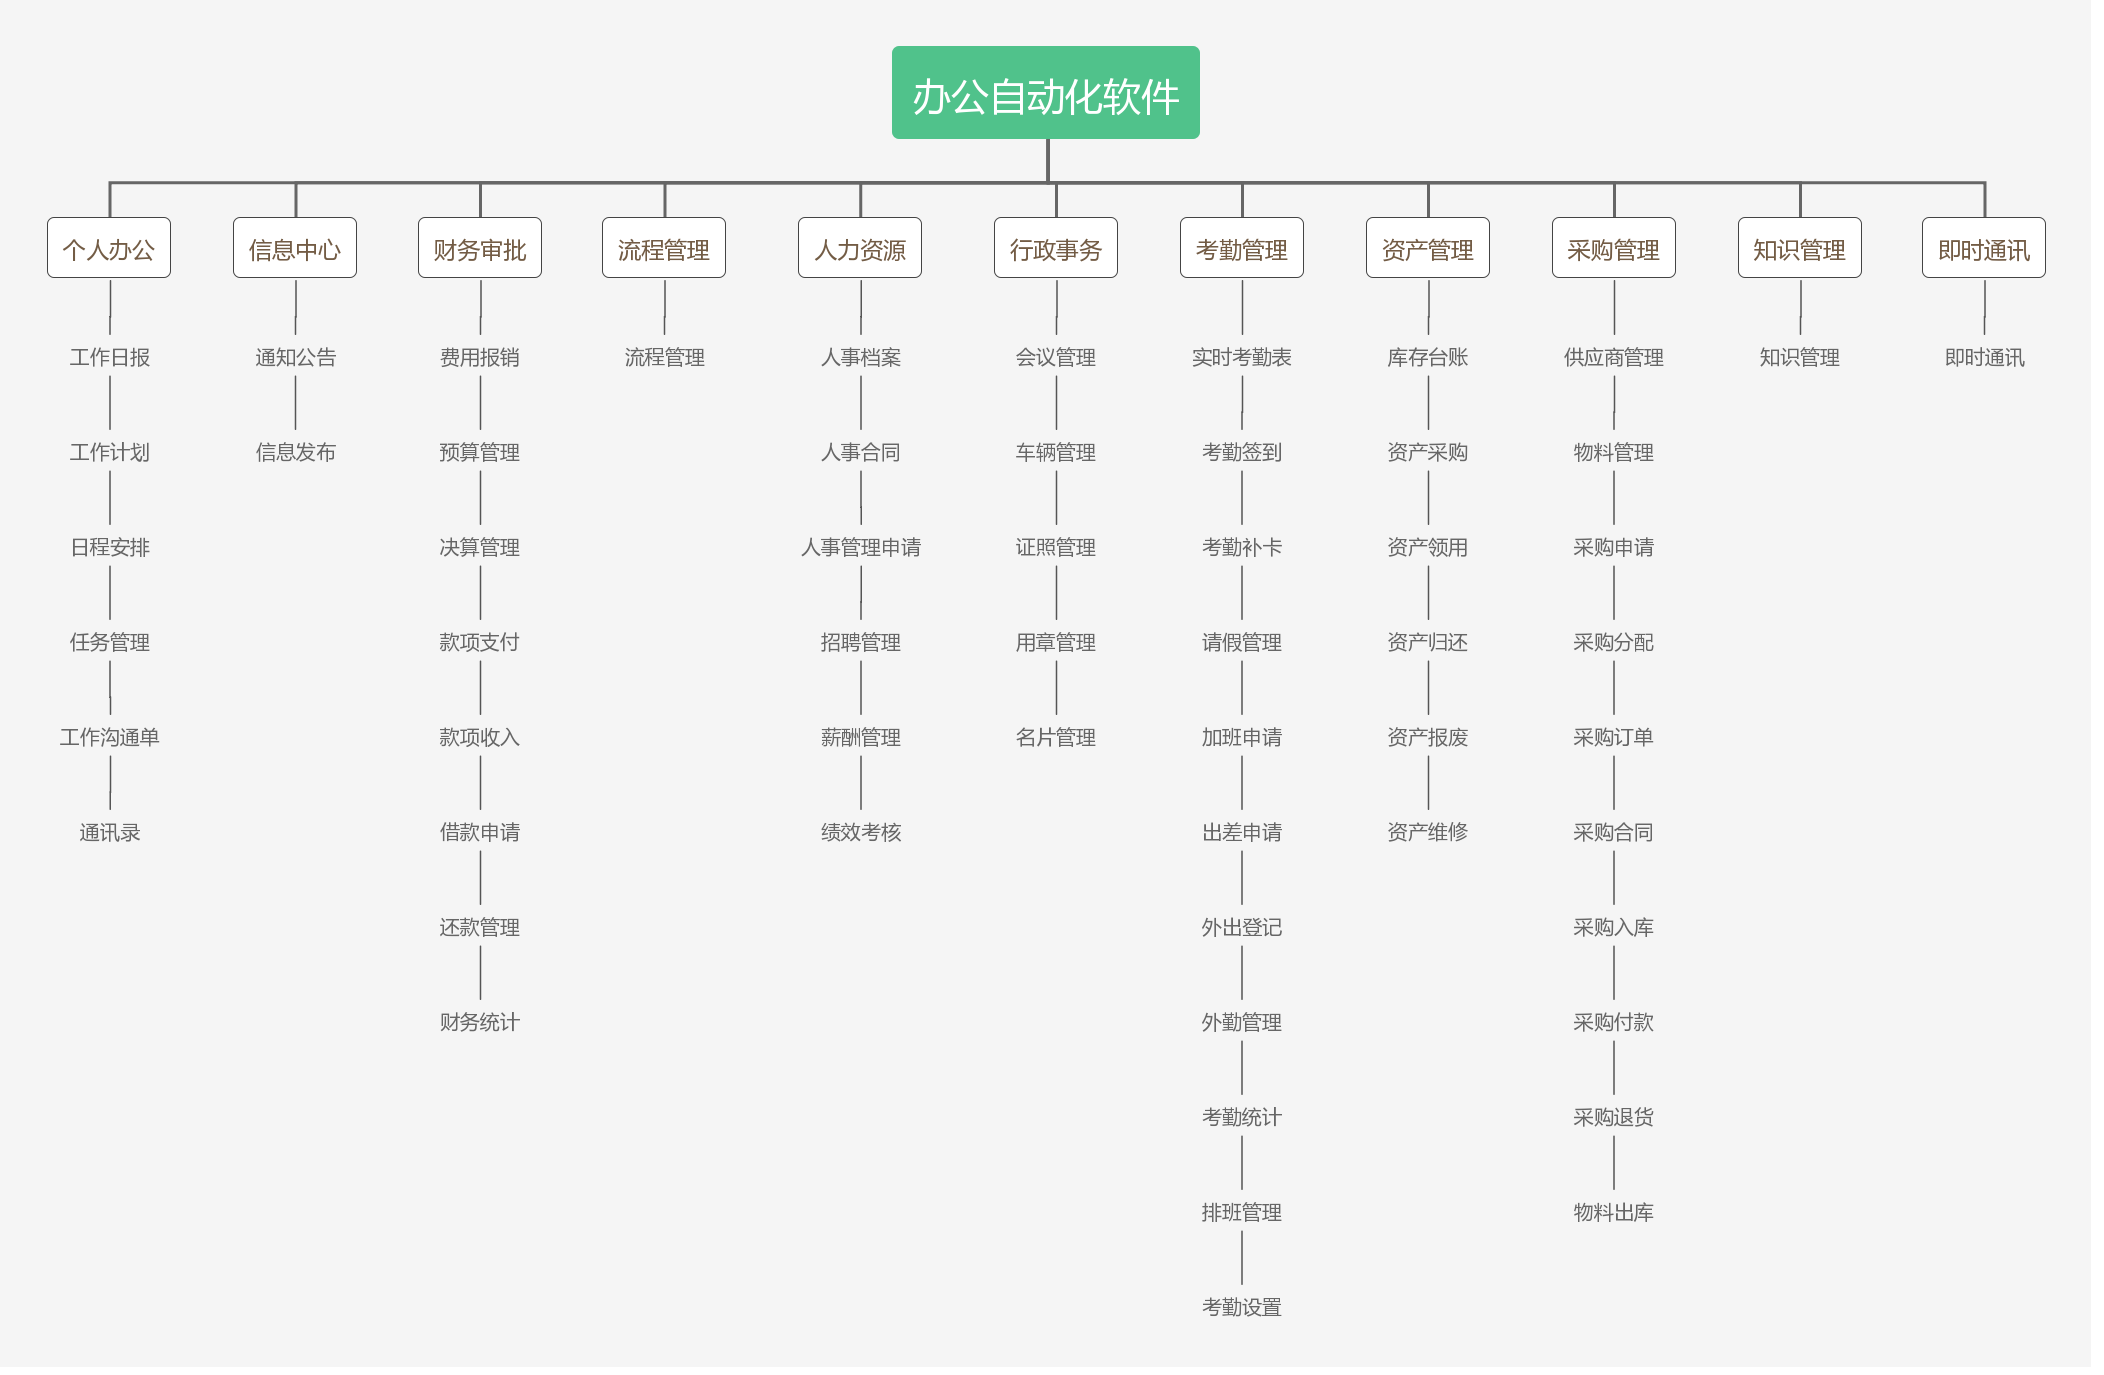 办公自动化软件
个人办公
工作日报
工作计划
日程安排
任务管理
工作沟通单
通讯录
信息中心
通知公告
信息发布
财务审批
费用报销
预算管理
决算管理
款项支付
款项收入
借款申请
还款管理
财务统计
流程管理
流程管理
人力资源
人事档案
人事合同
人事管理申请
招聘管理
薪酬管理
绩效考核
行政事务
会议管理
车辆管理
证照管理
用章管理
名片管理
考勤管理
实时考勤表
考勤签到
考勤补卡
请假管理
加班申请
出差申请
外出登记
外勤管理
考勤统计
排班管理
考勤设置
资产管理
库存台账
资产采购
资产领用
资产归还
资产报废
资产维修
采购管理
供应商管理
物料管理
采购申请
采购分配
采购订单
采购合同
采购入库
采购付款
采购退货
物料出库
知识管理
知识管理
即时通讯
即时通讯